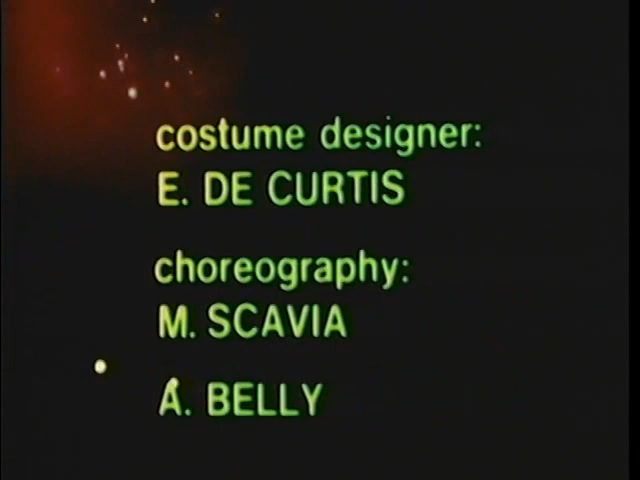 costume designer:
E. DE CURTIS
choreography:
M. SCAVIA
A. BELLY